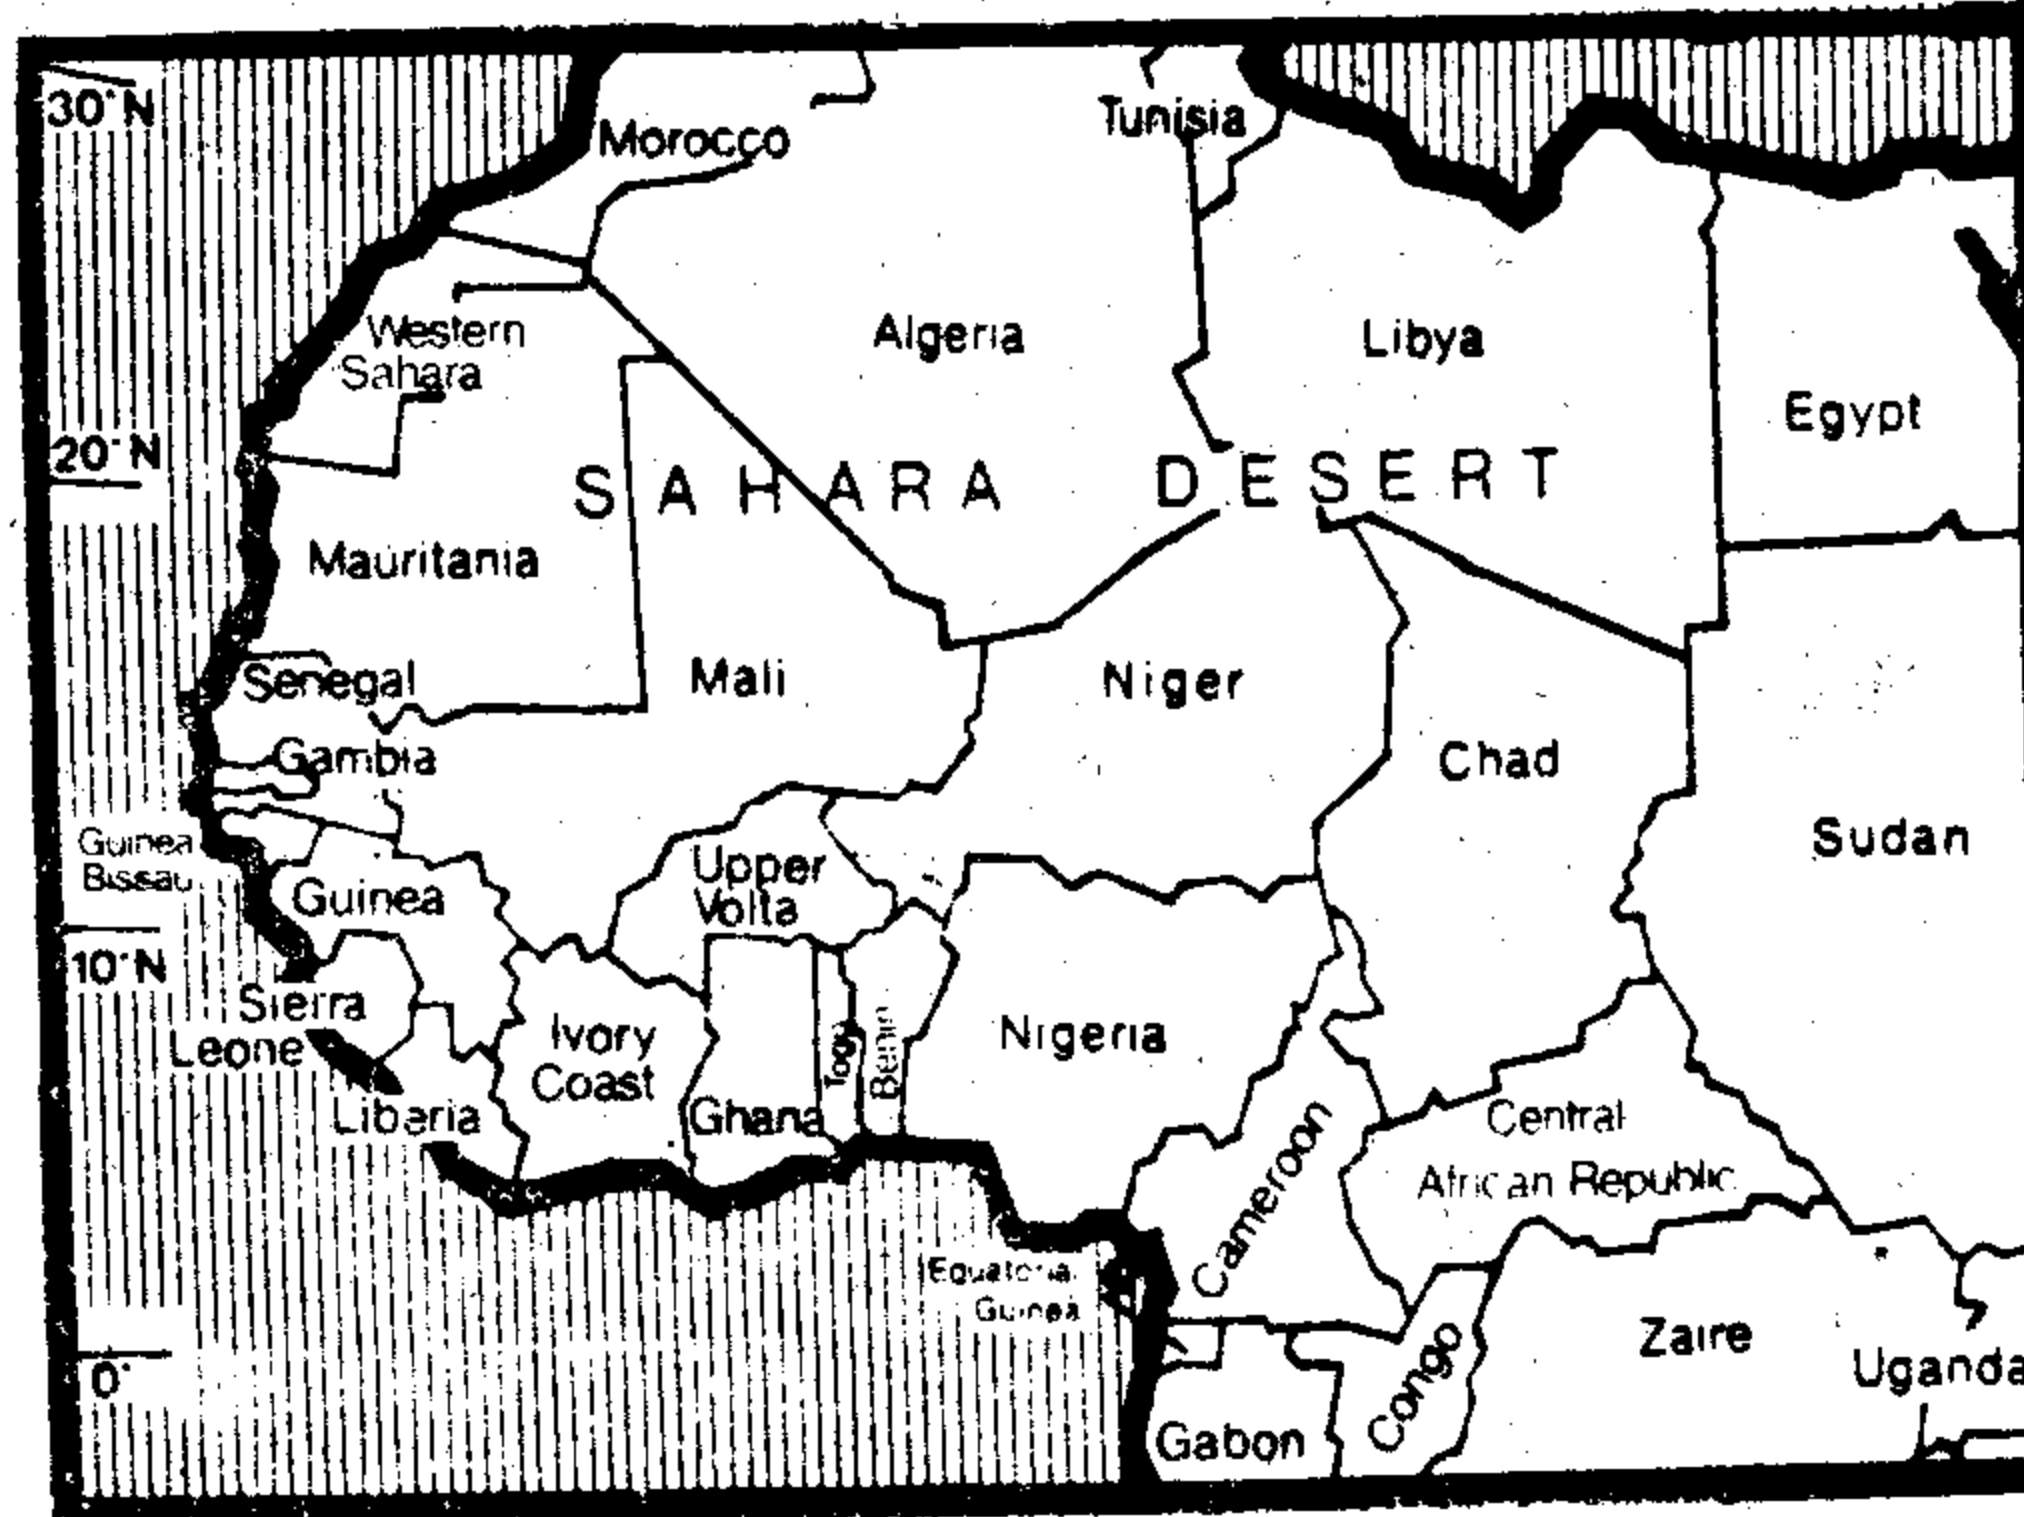 30°N
Morocco
Tunisia
Western
Sahara
Algeria
Libya
Egypt
20°N
SAHARA DESERT
Mauritania
Senegal
Mali
Niger
Gambia
Chad
Guinea
Bissau
Upper
Volta
Sudan
Guinea
10°N
Sierra
Leone
Ivory
Coast
Togo
Benin
Nigeria
Liberia
Ghana
Central
African Republic
Cameroon
Equatoria
Guinea
Congo
Zaire
Uganda
0°
Gabon